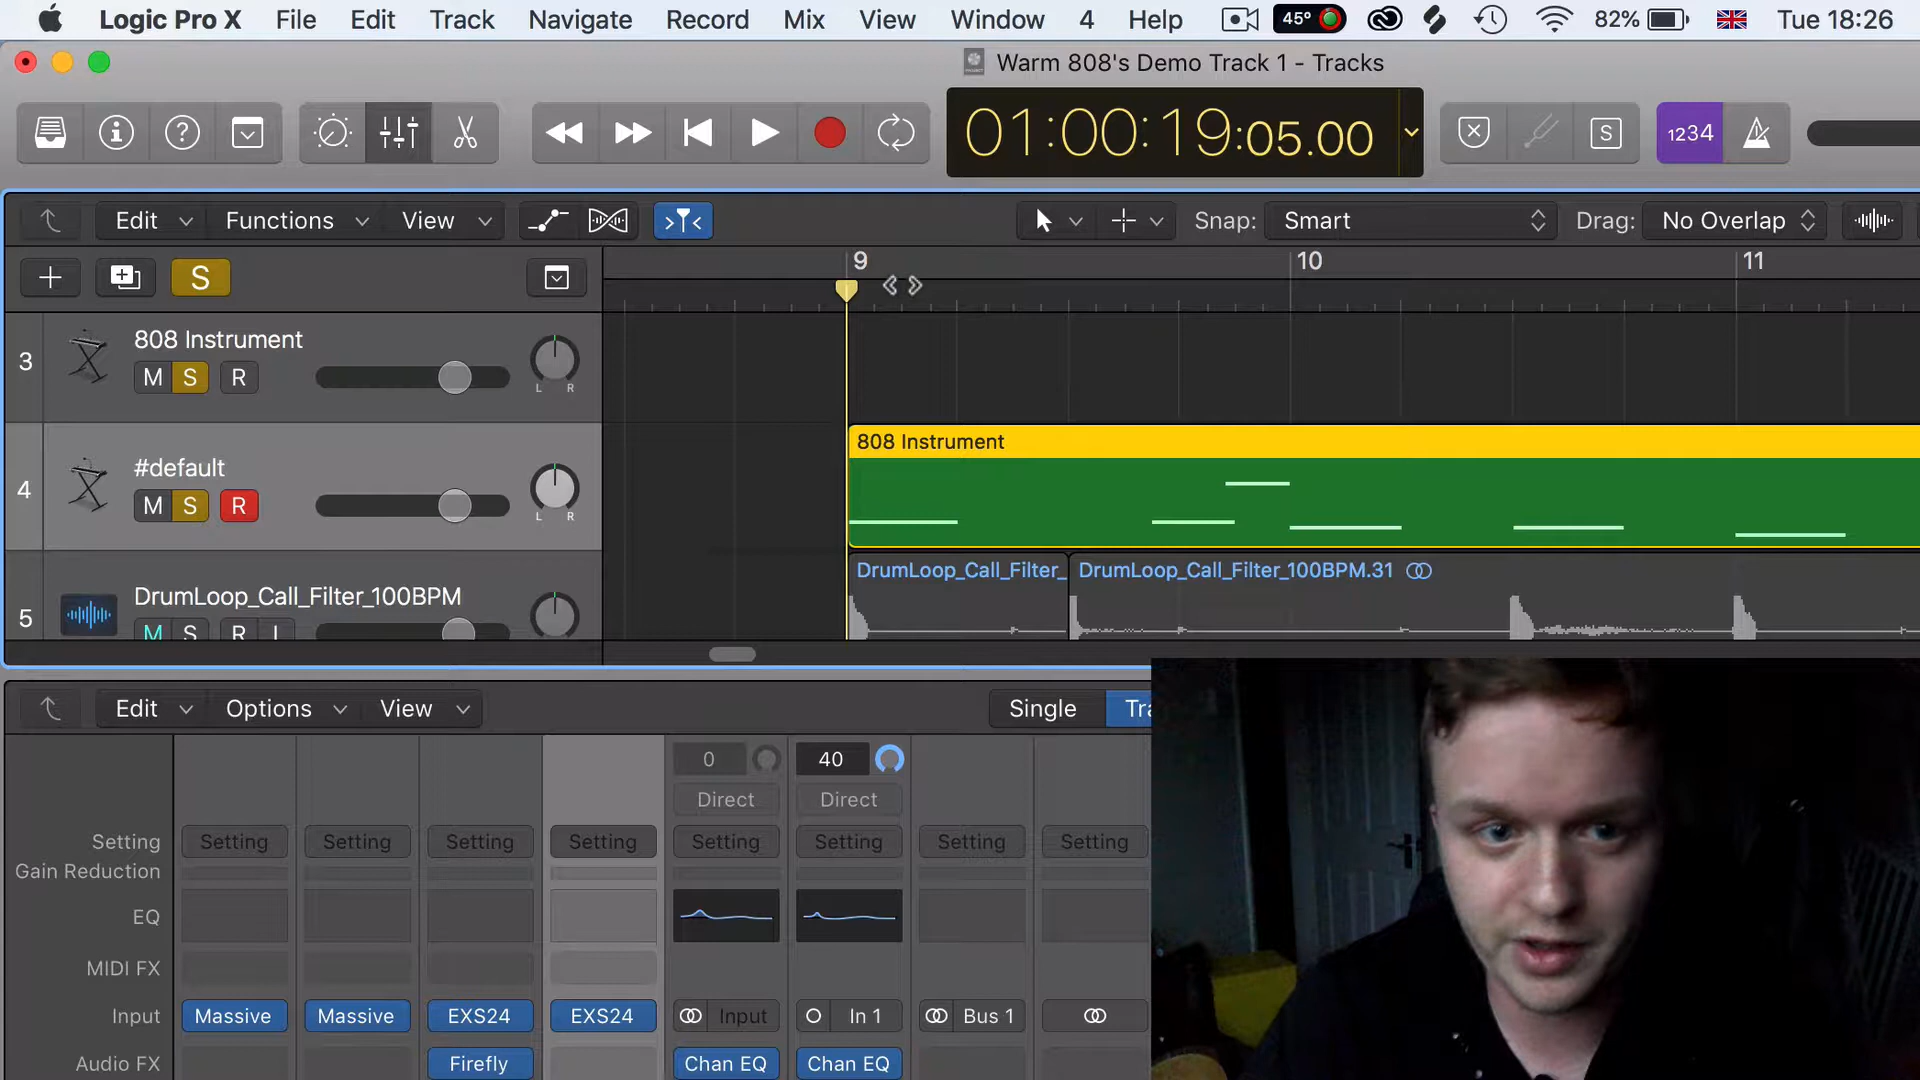 Logic Pro X File Edit Track Navigate Record Mix View Window 4 Help 45° 82% Tue 18:26
Warm 808's Demo Track 1 - Tracks
01:00:19:05.00 S 1234
Edit Functions View Snap: Smart Drag: No Overlap
S 9 10 11
3 808 Instrument
M S R L R
808 Instrument
4 #default
M S R L R
DrumLoop_Call_Filter_ DrumLoop_Call_Filter_100BPM.31
5 DrumLoop_Call_Filter_100BPM
M S R I
Edit Options View Single Tra
0 40
Direct Direct
Setting Setting Setting Setting Setting Setting Setting Setting Setting
Gain Reduction
EQ
MIDI FX
Input Massive Massive EXS24 EXS24 Input In 1 Bus 1
Audio FX Firefly Chan EQ Chan EQ